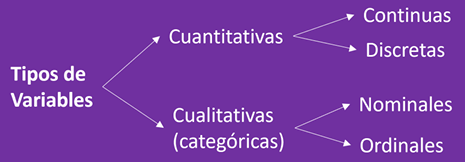 Tipos de
Variables
Cuantitativas
Continuas
Discretas
Cualitativas
(categóricas)
Nominales
Ordinales